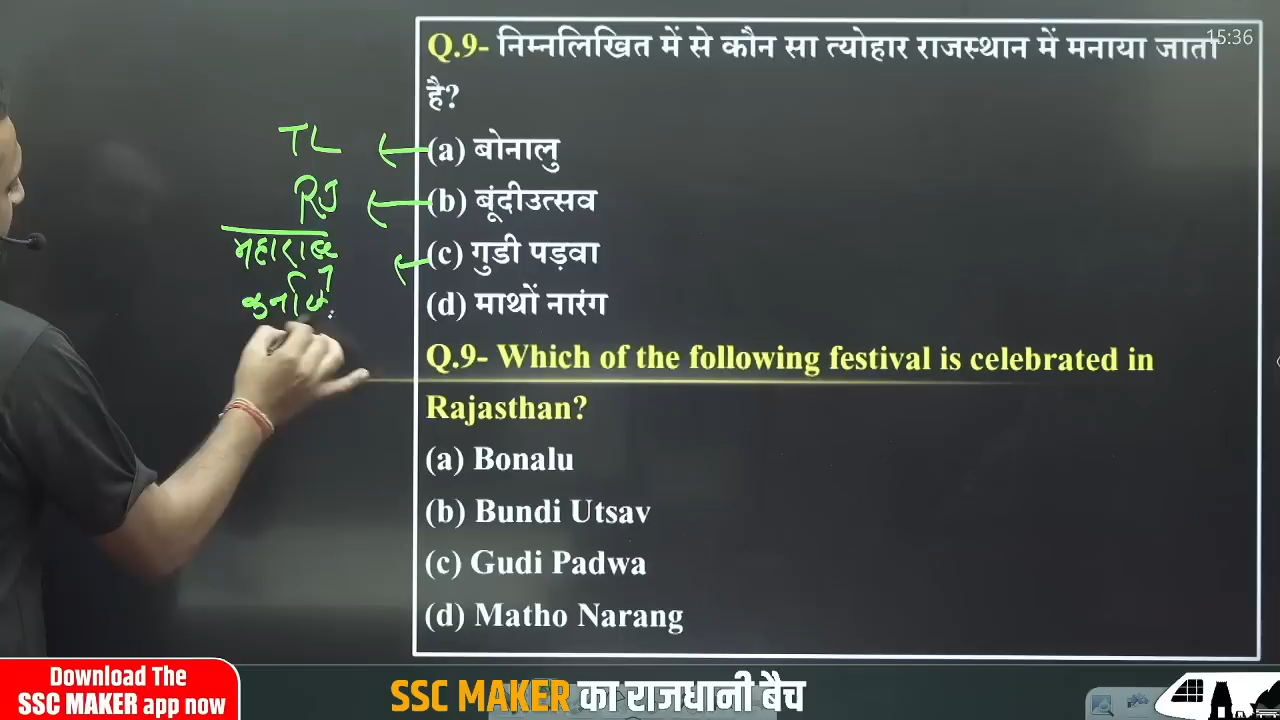 15:36
Q.9- निम्नलिखित में से कौन सा त्योहार राजस्थान में मनाया जाता
है?
TL
(a) बोनालु
RJ
(b) बूंदीउत्सव
(c) गुडी पड़वा
(d) माथों नारंग
Q.9- Which of the following festival is celebrated in
Rajasthan?
(a) Bonalu
(b) Bundi Utsav
(c) Gudi Padwa
(d) Matho Narang
Download The
SSC MAKER app now
SSC MAKER का राजधानी बैच